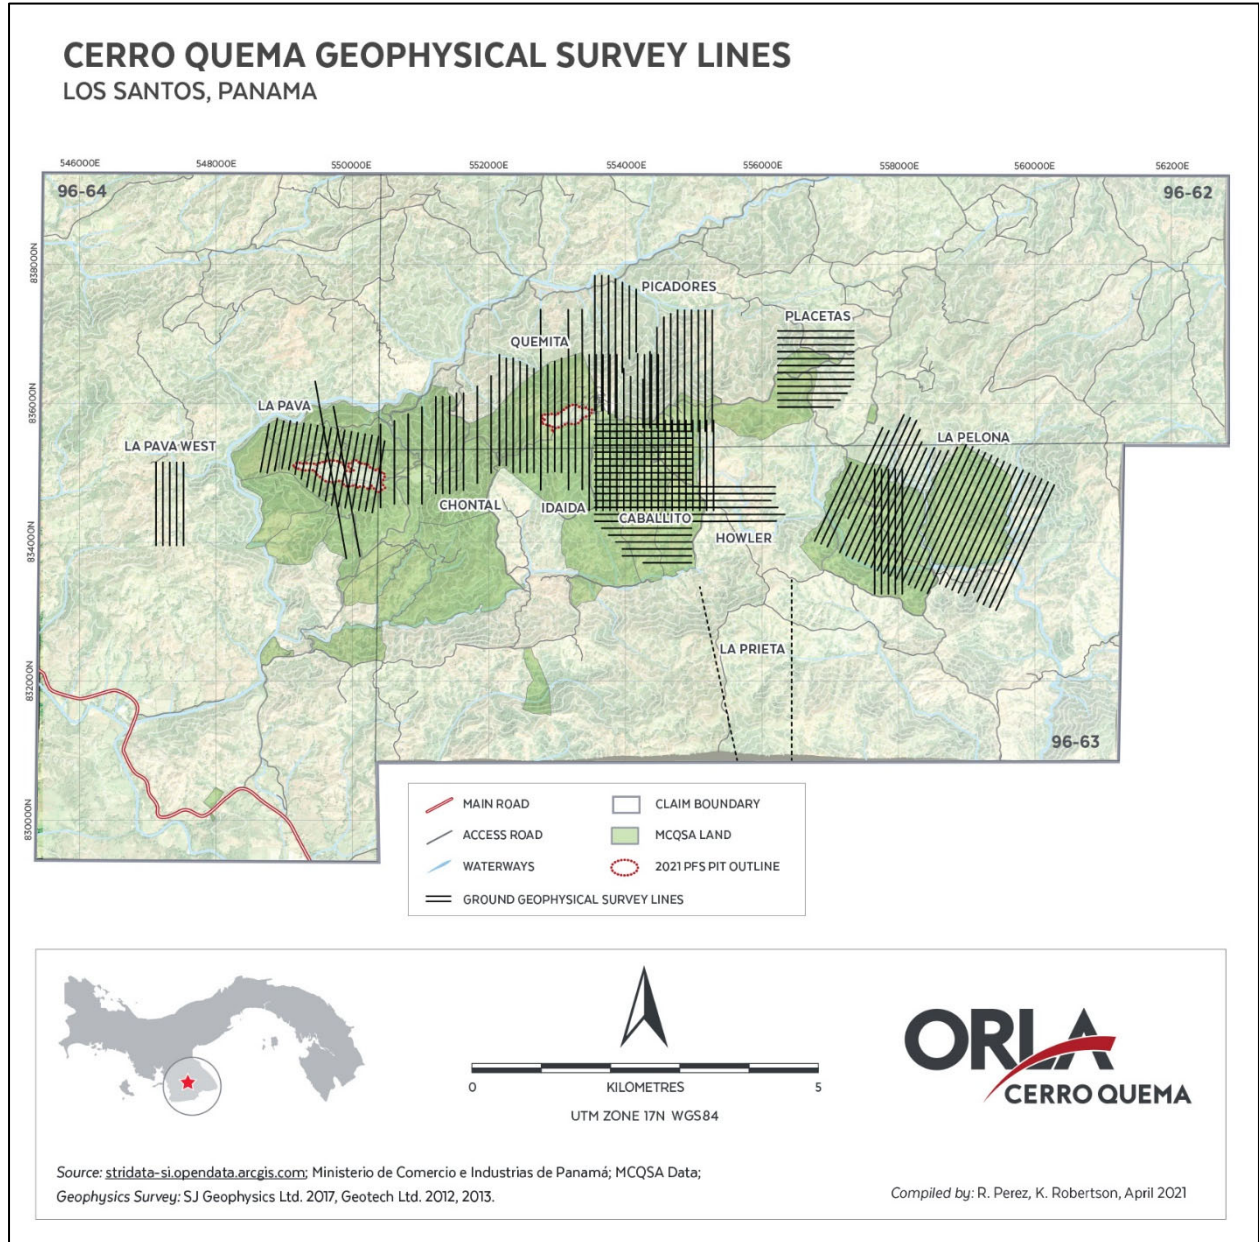 CERRO QUEMA GEOPHYSICAL SURVEY LINES
LOS SANTOS, PANAMA
546000E 548000E 550000E 552000E 554000E 556000E 558000E 560000E 56200E
96-64
96-62
838000N
836000N
834000N
832000N
830000N
PICADORES
PLACETAS
QUEMITA
LA PAVA
LA PAVA WEST
LA PELONA
CHONTAL
IDAIDA
CABALLITO
HOWLER
LA PRIETA
96-63
MAIN ROAD
ACCESS ROAD
WATERWAYS
GROUND GEOPHYSICAL SURVEY LINES
CLAIM BOUNDARY
MCQSA LAND
2021 PFS PIT OUTLINE
0 KILOMETRES 5
UTM ZONE 17N WGS84
ORLA
CERRO QUEMA
Source: stridata-si.opendata.arcgis.com; Ministerio de Comercio e Industrias de Panamá; MCQSA Data;
Geophysics Survey: SJ Geophysics Ltd. 2017, Geotech Ltd. 2012, 2013.
Compiled by: R. Perez, K. Robertson, April 2021